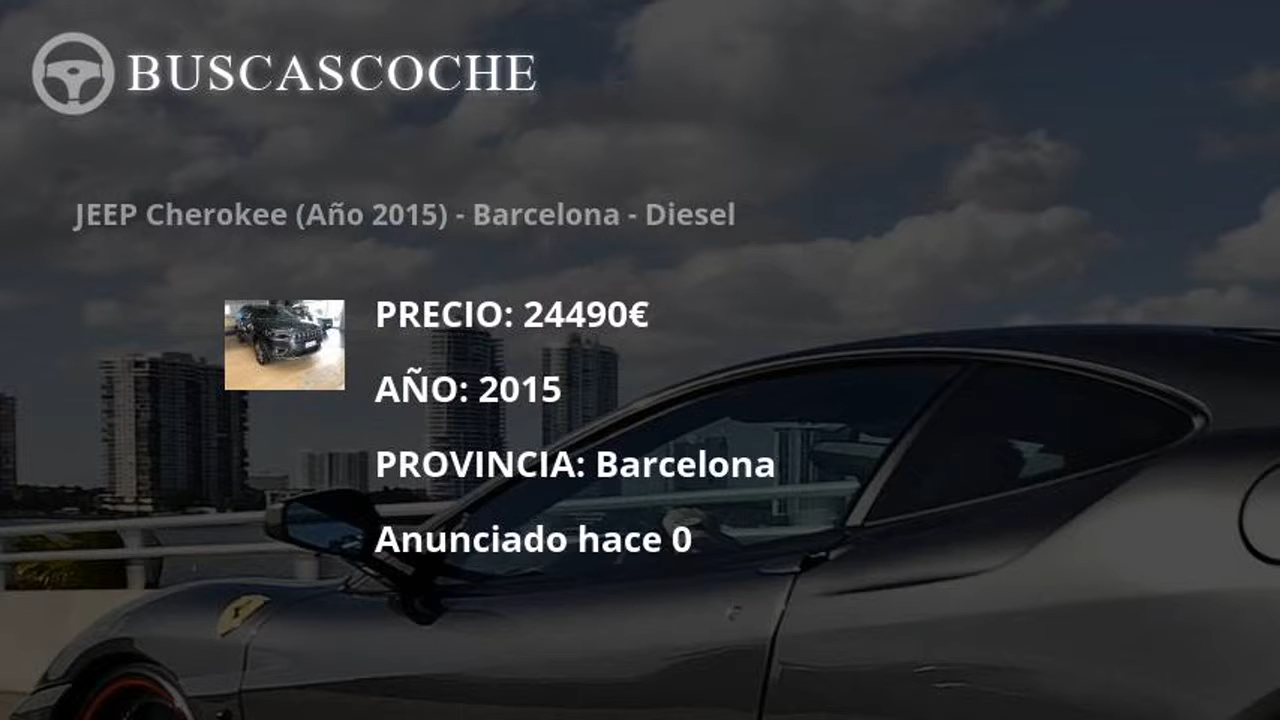 BUSCASCOCHE
JEEP Cherokee (Año 2015) - Barcelona - Diesel
PRECIO: 24490€
AÑO: 2015
PROVINCIA: Barcelona
Anunciado hace 0